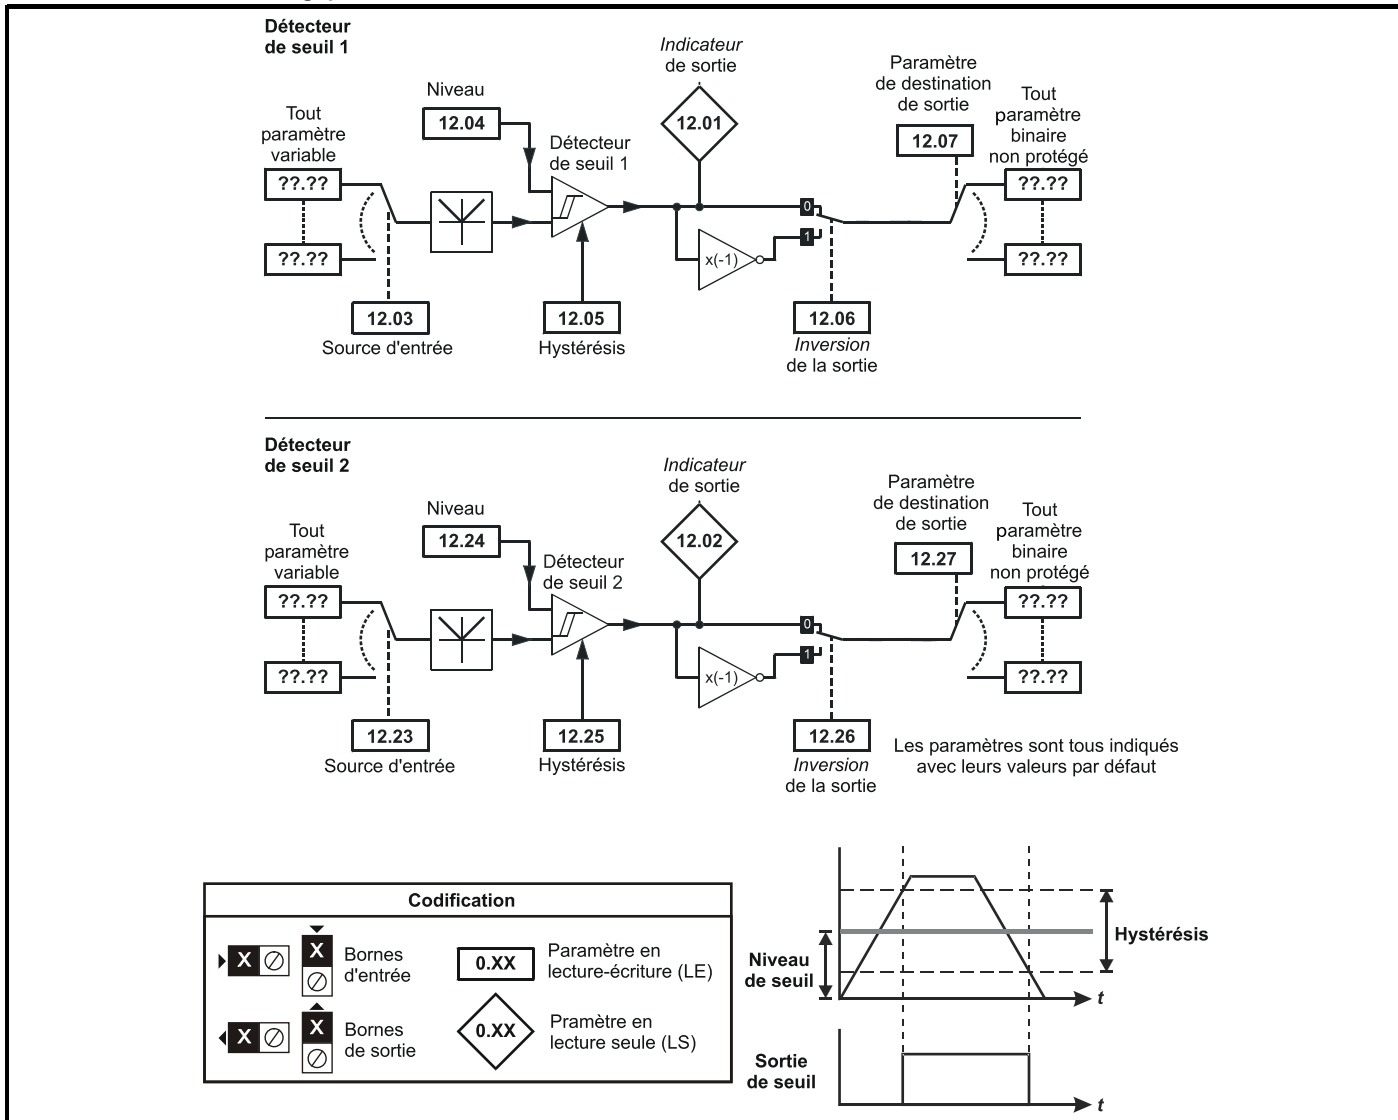 Détecteur
de seuil 1
Indicateur
de sortie
Paramètre
de destination
de sortie
Niveau
Tout
paramètre
variable
Tout
paramètre
binaire
non protégé
12.04
12.01
12.07
Détecteur
de seuil 1
??.??
??.??
0
1
x(-1)
??.??
??.??
12.03
12.05
12.06
Source d'entrée
Hystérésis
Inversion
de la sortie
Détecteur
de seuil 2
Indicateur
de sortie
Paramètre
de destination
de sortie
Niveau
Tout
paramètre
variable
Tout
paramètre
binaire
non protégé
12.24
12.02
12.27
Détecteur
de seuil 2
??.??
??.??
0
1
x(-1)
??.??
??.??
12.23
12.25
12.26
Source d'entrée
Hystérésis
Inversion
de la sortie
Les paramètres sont tous indiqués
avec leurs valeurs par défaut
Codification
X
X
Bornes
d'entrée
0.XX
Paramètre en
lecture-écriture (LE)
X
X
Bornes
de sortie
0.XX
Pramètre en
lecture seule (LS)
Hystérésis
Niveau
de seuil
t
Sortie
de seuil
t